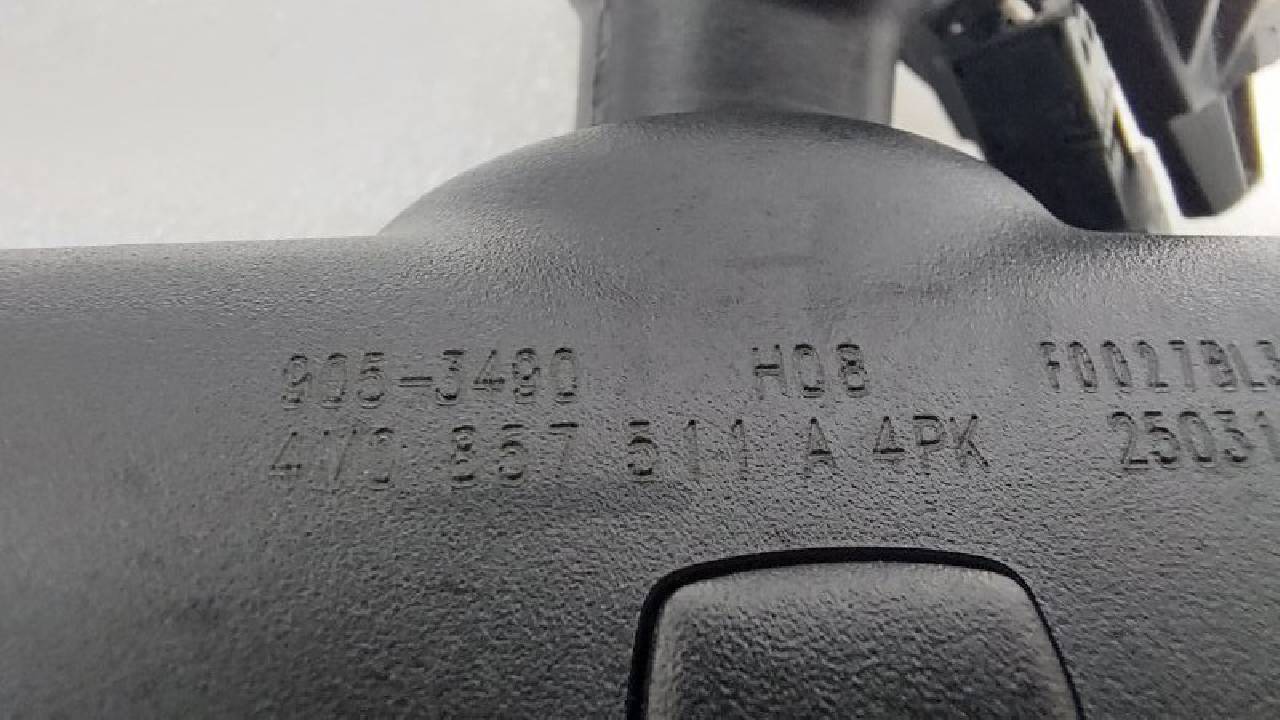 905-3490 H08 F0027BL3
4V0 857 511 A 4PK 25031